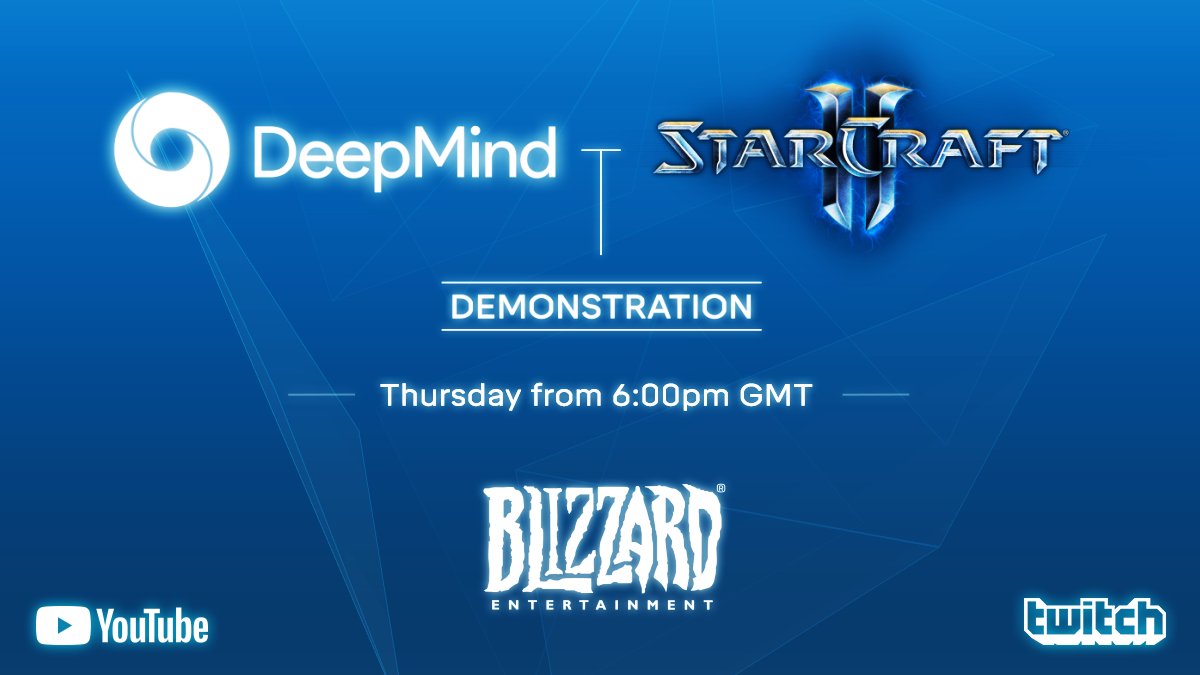 DeepMind
STARCRAFT®
II
DEMONSTRATION
Thursday from 6:00pm GMT
BLIZZARD®
ENTERTAINMENT
YouTube
twitch